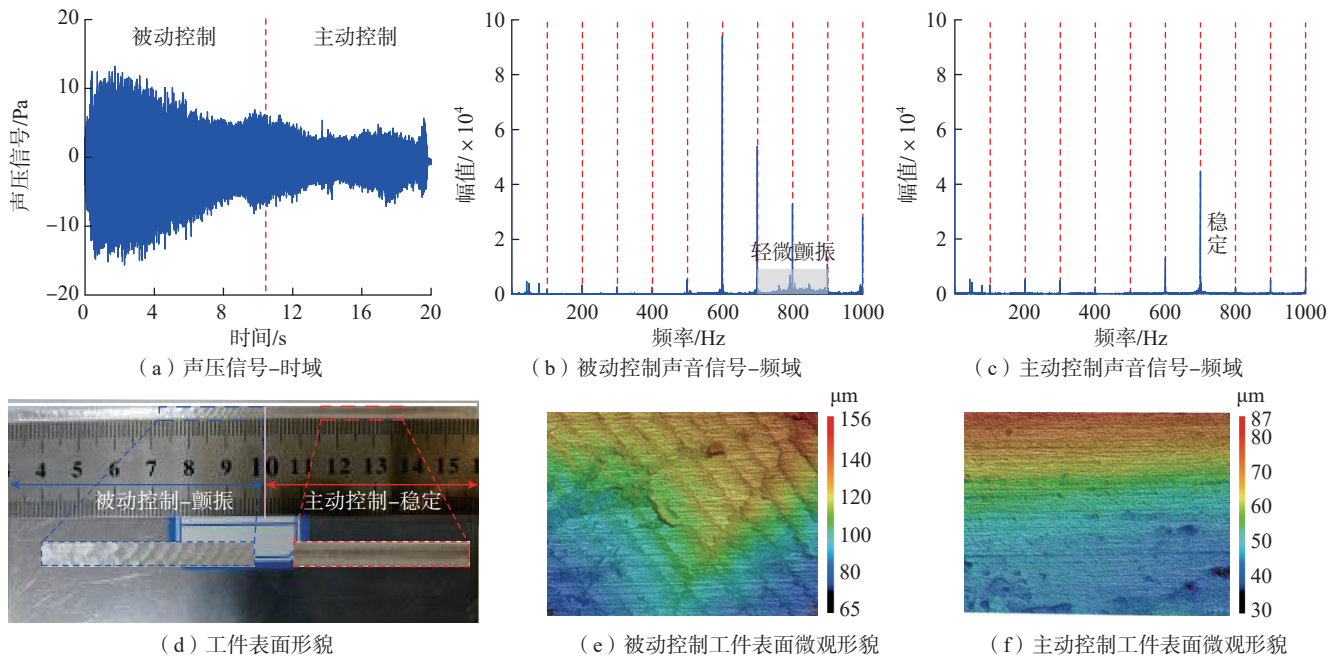 被动控制 主动控制
声压信号/Pa
20
10
0
−10
−20
0 4 8 12 16 20
时间/s
（a）声压信号–时域
幅值/×10⁴
10
8
6
4
2
0
轻微颤振
200 400 600 800 1000
频率/Hz
（b）被动控制声音信号–频域
幅值/×10⁴
10
8
6
4
2
0
稳定
200 400 600 800 1000
频率/Hz
（c）主动控制声音信号–频域
4 5 6 7 8 9 10 11 12 13 14 15
被动控制–颤振 主动控制–稳定
（d）工件表面形貌
μm
156
140
120
100
80
65
（e）被动控制工件表面微观形貌
μm
87
80
70
60
50
40
30
（f）主动控制工件表面微观形貌